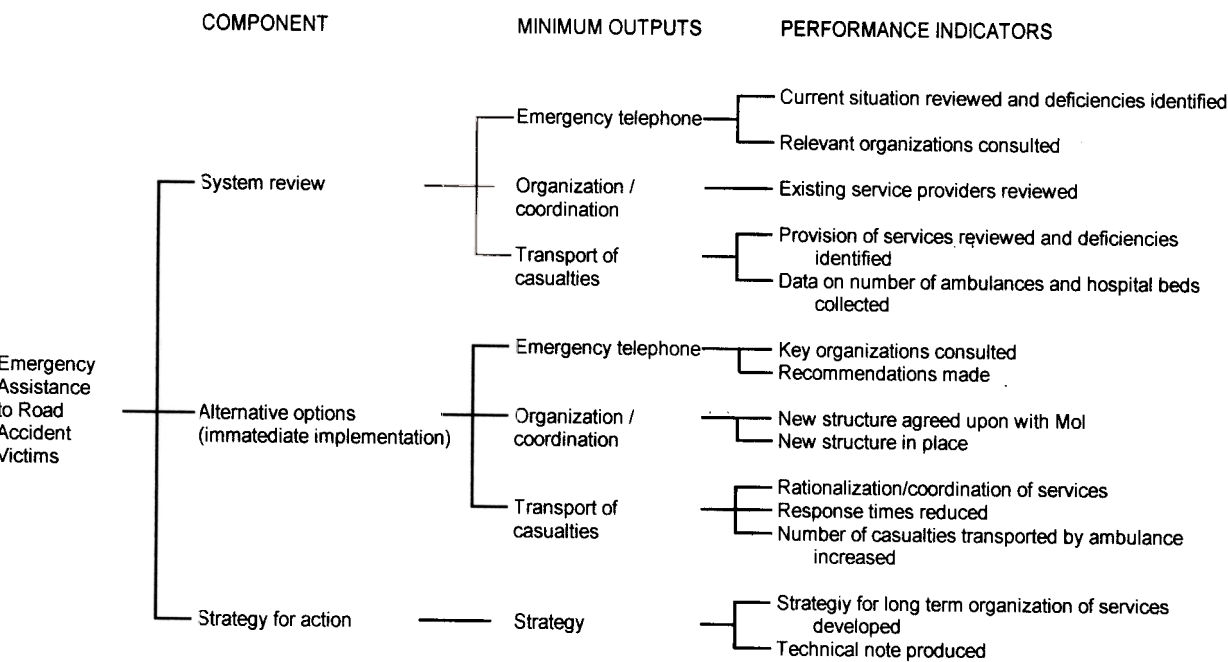 COMPONENT
MINIMUM OUTPUTS
PERFORMANCE INDICATORS
Emergency
Assistance
to Road
Accident
Victims
System review
Emergency telephone
Current situation reviewed and deficiencies identified
Relevant organizations consulted
Organization /
coordination
Existing service providers reviewed
Transport of
casualties
Provision of services reviewed and deficiencies
identified
Data on number of ambulances and hospital beds
collected
Alternative options
(immatediate implementation)
Emergency telephone
Key organizations consulted
Recommendations made
Organization /
coordination
New structure agreed upon with MoI
New structure in place
Transport of
casualties
Rationalization/coordination of services
Response times reduced
Number of casualties transported by ambulance
increased
Strategy for action
Strategy
Strategiy for long term organization of services
developed
Technical note produced